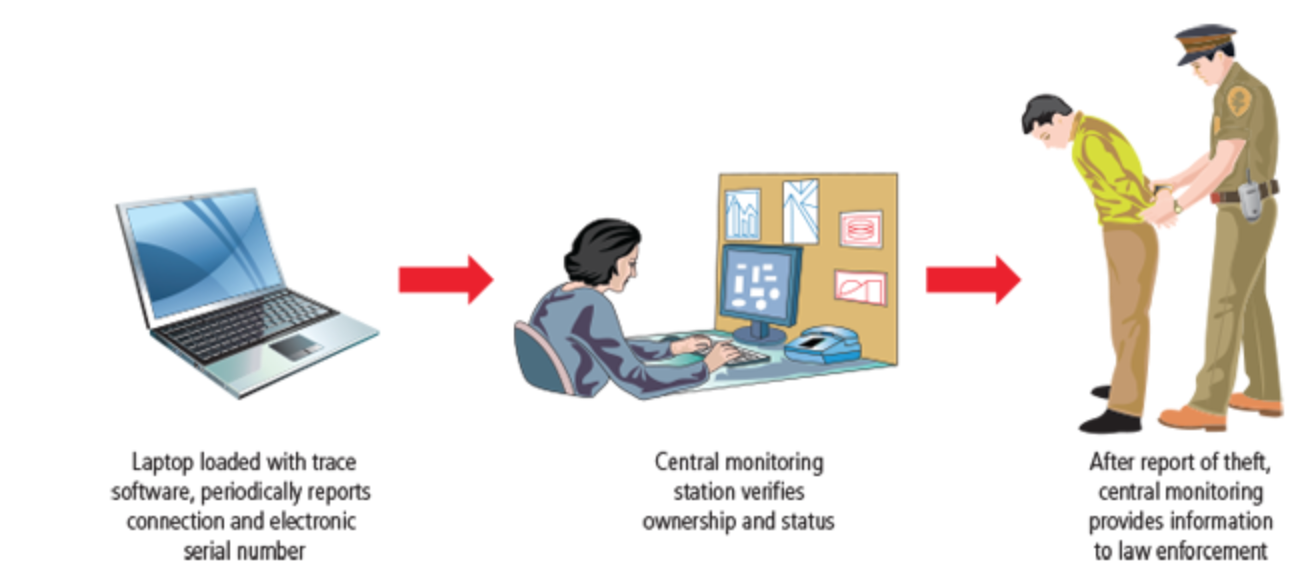 Laptop loaded with trace
software, periodically reports
connection and electronic
serial number
Central monitoring
station verifies
ownership and status
After report of theft,
central monitoring
provides information
to law enforcement